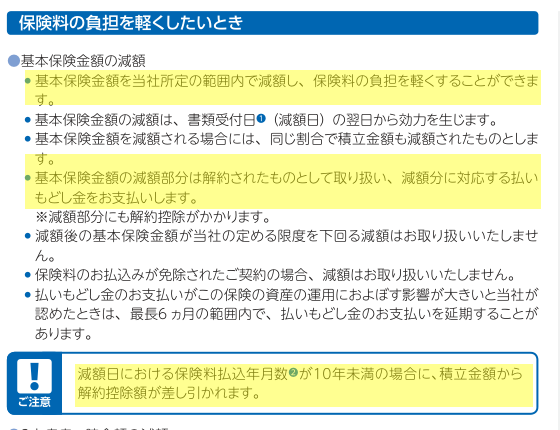 保険料の負担を軽くしたいとき
●基本保険金額の減額
●基本保険金額を当社所定の範囲内で減額し、保険料の負担を軽くすることができま
す。
●基本保険金額の減額は、書類受付日❶（減額日）の翌日から効力を生じます。
●基本保険金額を減額される場合には、同じ割合で積立金額も減額されたものとしま
す。
●基本保険金額の減額部分は解約されたものとして取り扱い、減額分に対応する払い
もどし金をお支払いします。
※減額部分にも解約控除がかかります。
●減額後の基本保険金額が当社の定める限度を下回る減額はお取り扱いいたしませ
ん。
●保険料のお払込みが免除されたご契約の場合、減額はお取り扱いいたしません。
●払いもどし金のお支払いがこの保険の資産の運用におよぼす影響が大きいと当社が
認めたときは、最長6ヵ月の範囲内で、払いもどし金のお支払いを延期することが
あります。
!
ご注意
減額日における保険料払込年月数❷が10年未満の場合に、積立金額から
解約控除額が差し引かれます。